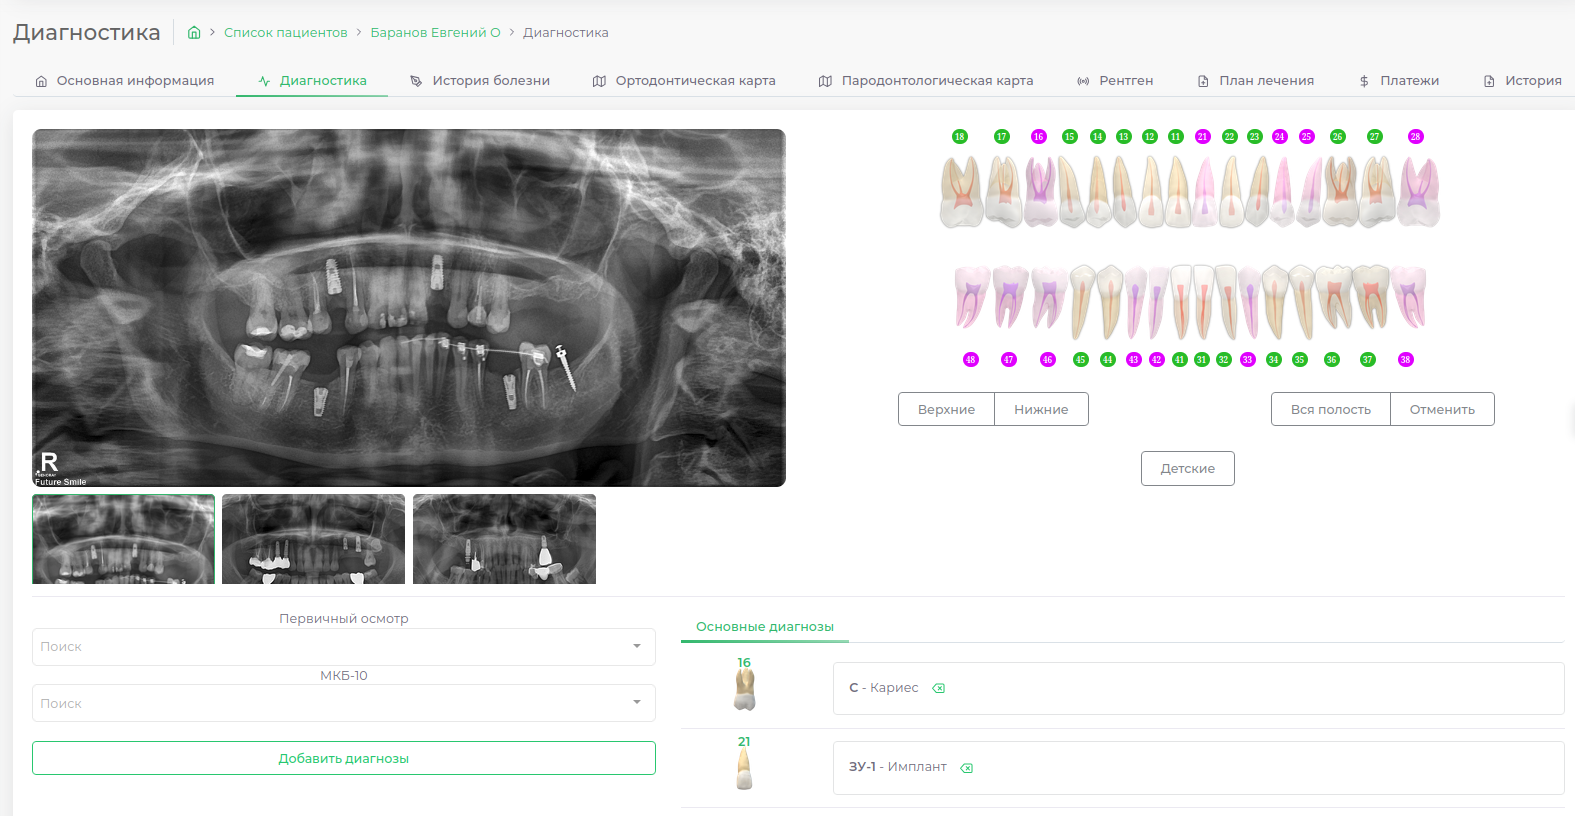 Диагностика
Список пациентов
Баранов Евгений О
Диагностика
Основная информация
Диагностика
История болезни
Ортодонтическая карта
Пародонтологическая карта
Рентген
План лечения
Платежи
История
R
Future Smile
18 17 16 15 14 13 12 11 21 22 23 24 25 26 27 28
48 47 46 45 44 43 42 41 31 32 33 34 35 36 37 38
Верхние
Нижние
Вся полость
Отменить
Детские
Первичный осмотр
Поиск
МКБ-10
Поиск
Добавить диагнозы
Основные диагнозы
16
С - Кариес
21
ЗУ-1 - Имплант